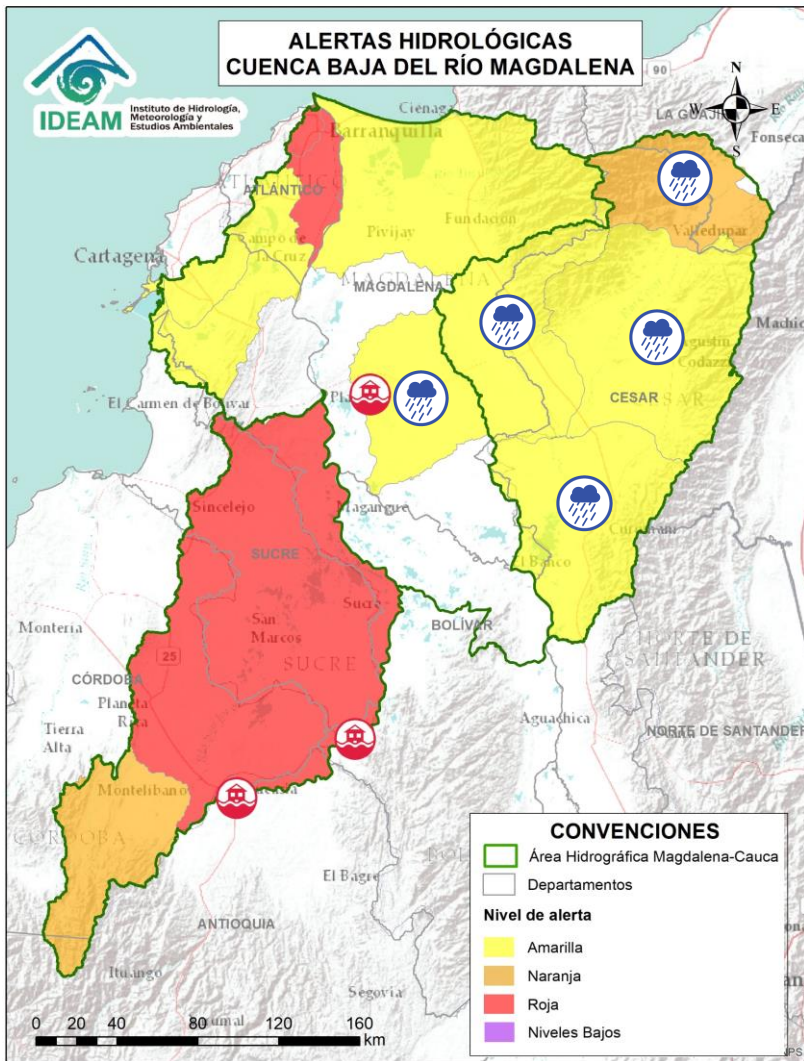 ALERTAS HIDROLÓGICAS
CUENCA BAJA DEL RÍO MAGDALENA
IDEAM
Instituto de Hidrología,
Meteorología y
Estudios Ambientales
N
W
E
S
90
Ciénaga
LA GUAJIRA
Fonseca
Barranquilla
ATLÁNTICO
Valledupar
Cartagena
Campo de
la Cruz
Pivijay
Fundación
MAGDALENA
MAGDALENA
Agustín
Codazzi
CESAR
El Carmen de Bolívar
Sincelejo
Magangué
Curumaní
SUCRE
El Banco
Sucre
San
Marcos
BOLÍVAR
Montería
25
SUCRE
NORTE DE
SANTANDER
CÓRDOBA
Planeta
Rica
Tierra
Alta
Aguachica
NORTE DE SANTANDER
Montelíbano
CÓRDOBA
El Bagre
ANTIOQUIA
Ituango
Segovia
CONVENCIONES
Área Hidrográfica Magdalena-Cauca
Departamentos
Nivel de alerta
Amarilla
Naranja
Roja
Niveles Bajos
0 20 40 80 120 160
km